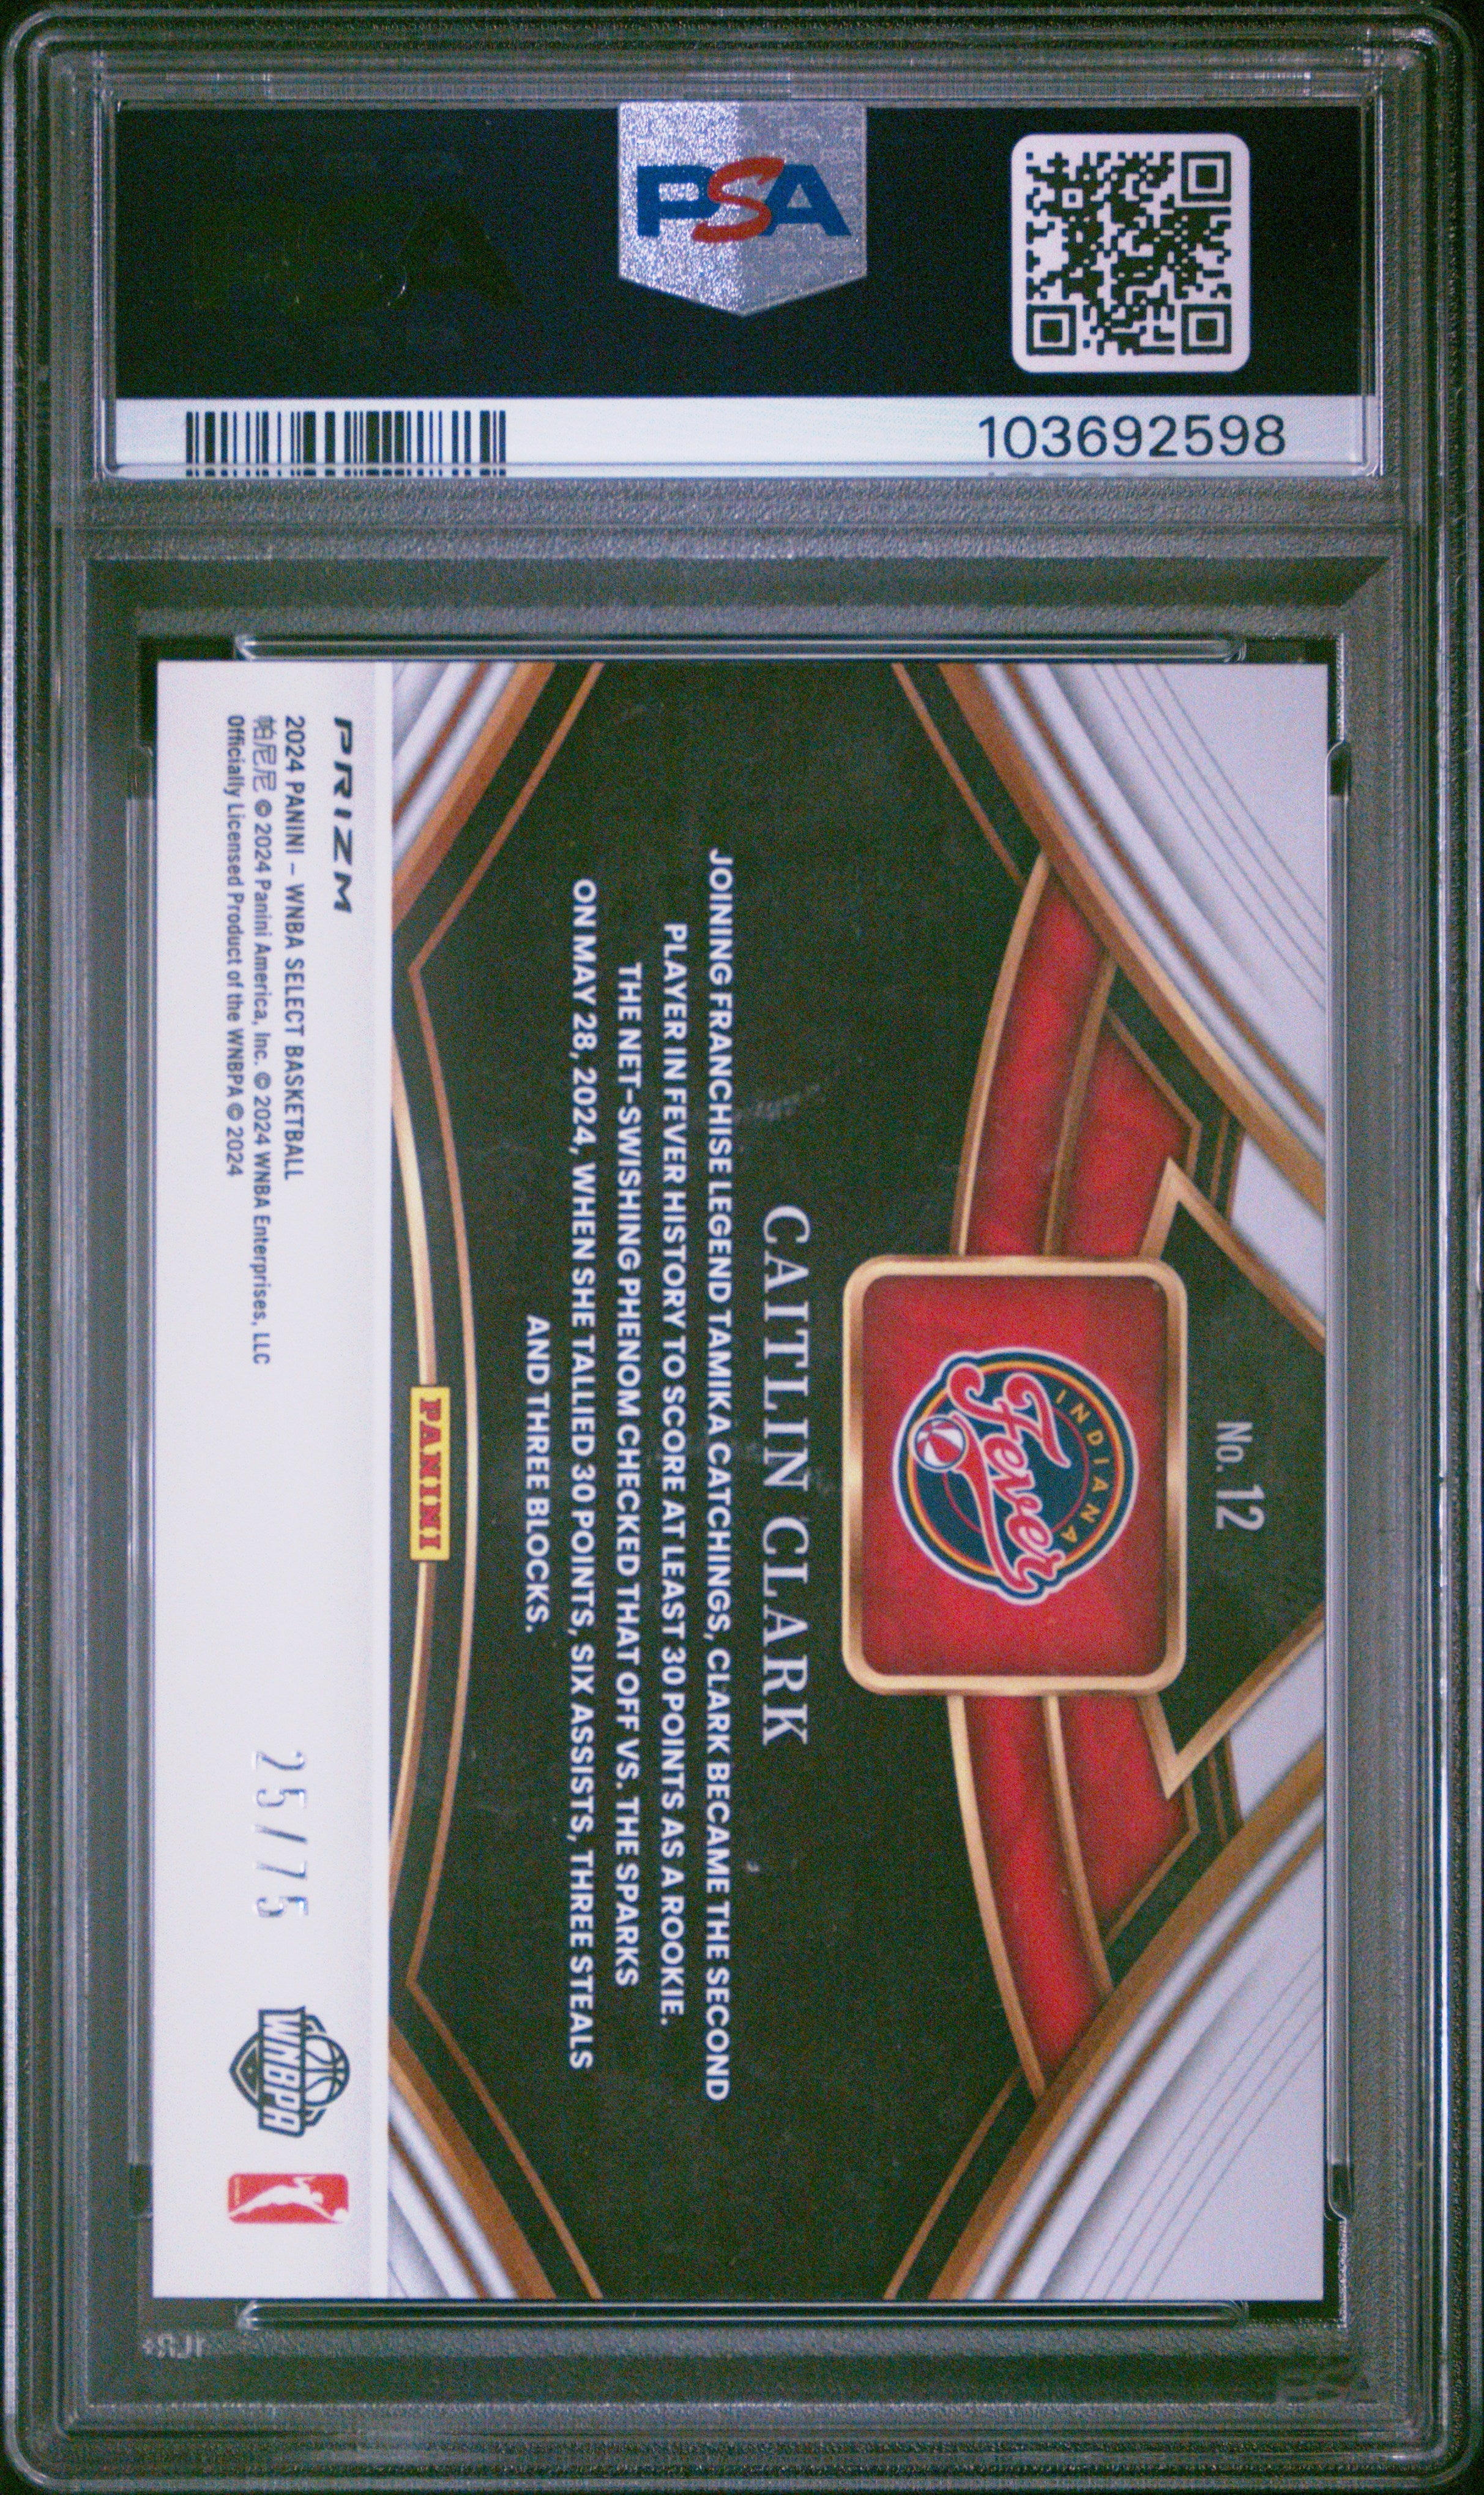 PSA
103692598
No. 12
INDIANA
Fever
CAITLIN CLARK
JOINING FRANCHISE LEGEND TAMIKA CATCHINGS, CLARK BECAME THE SECOND
PLAYER IN FEVER HISTORY TO SCORE AT LEAST 30 POINTS AS A ROOKIE.
THE NET-SWISHING PHENOM CHECKED THAT OFF VS. THE SPARKS
ON MAY 28, 2024, WHEN SHE TALLIED 30 POINTS, SIX ASSISTS, THREE STEALS
AND THREE BLOCKS.
PANINI
PRIZM
2024 PANINI – WNBA SELECT BASKETBALL
帕尼尼 © 2024 Panini America, Inc. © 2024 WNBA Enterprises, LLC
Officially Licensed Product of the WNBPA © 2024
25/75
WNBPA